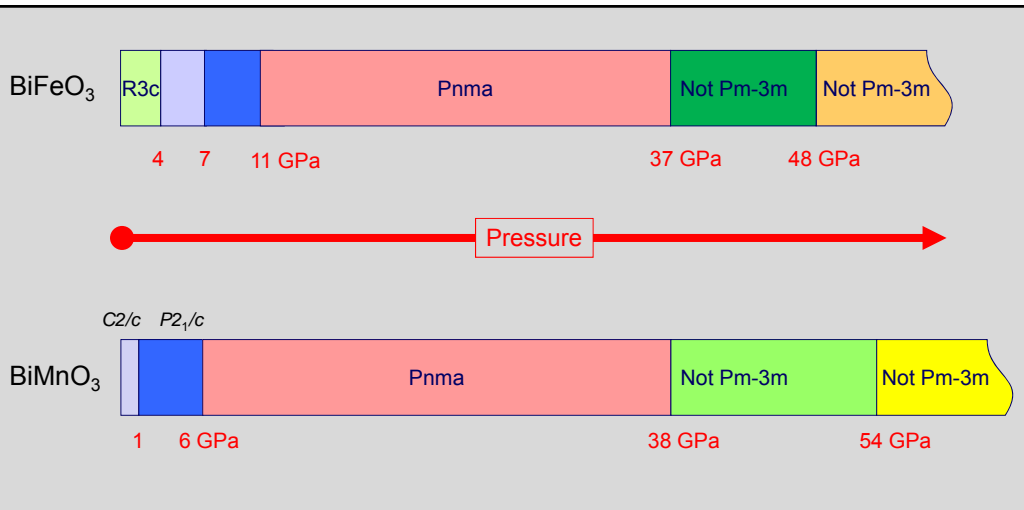 BiFeO₃ R3c Pnma Not Pm-3m Not Pm-3m
4 7 11 GPa 37 GPa 48 GPa
Pressure
C2/c P2₁/c
BiMnO₃ Pnma Not Pm-3m Not Pm-3m
1 6 GPa 38 GPa 54 GPa